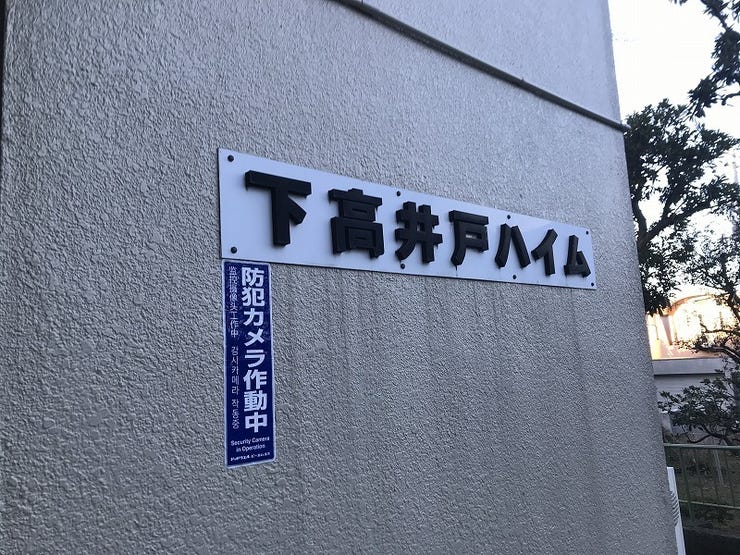 下高井戸ハイム
防犯カメラ作動中
监控摄像头工作中 감시카메라 작동중
Security Camera
in Operation